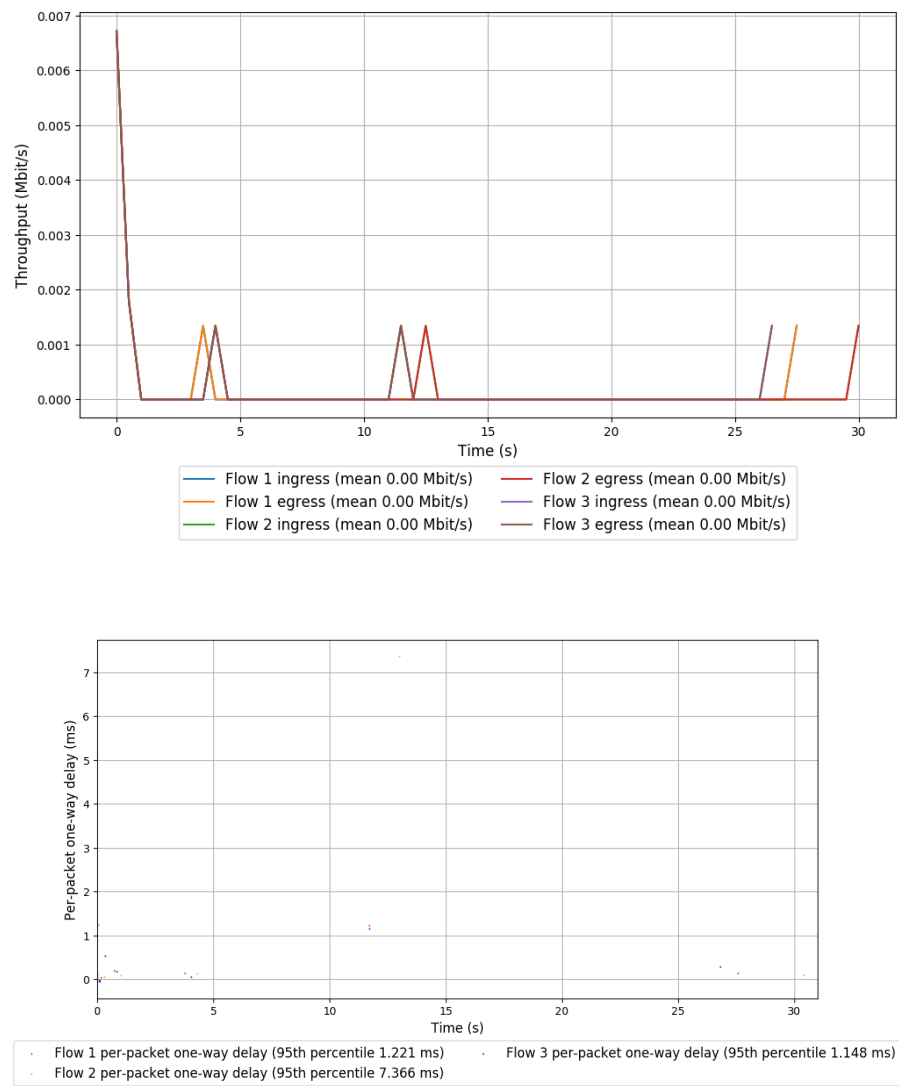 0.007
0.006
0.005
0.004
0.003
0.002
0.001
0.000
Throughput (Mbit/s)
0 5 10 15 20 25 30
Time (s)
Flow 1 ingress (mean 0.00 Mbit/s) Flow 2 egress (mean 0.00 Mbit/s)
Flow 1 egress (mean 0.00 Mbit/s) Flow 3 ingress (mean 0.00 Mbit/s)
Flow 2 ingress (mean 0.00 Mbit/s) Flow 3 egress (mean 0.00 Mbit/s)
7
6
5
4
3
2
1
0
Per-packet one-way delay (ms)
0 5 10 15 20 25 30
Time (s)
Flow 1 per-packet one-way delay (95th percentile 1.221 ms) Flow 3 per-packet one-way delay (95th percentile 1.148 ms)
Flow 2 per-packet one-way delay (95th percentile 7.366 ms)